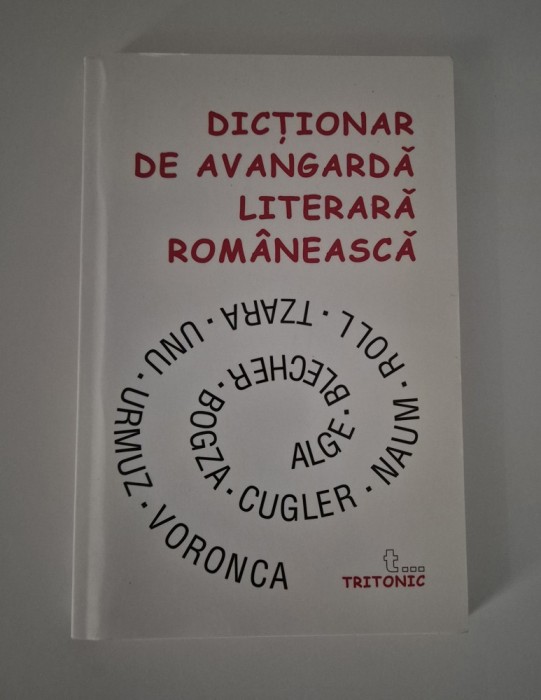 DICȚIONAR
DE AVANGARDĂ
LITERARĂ
ROMÂNEASCĂ
ALGE · BLECHER · BOGZA · CUGLER · NAUM · ROLL · TZARA · UNU · URMUZ · VORONCA
t...
TRITONIC